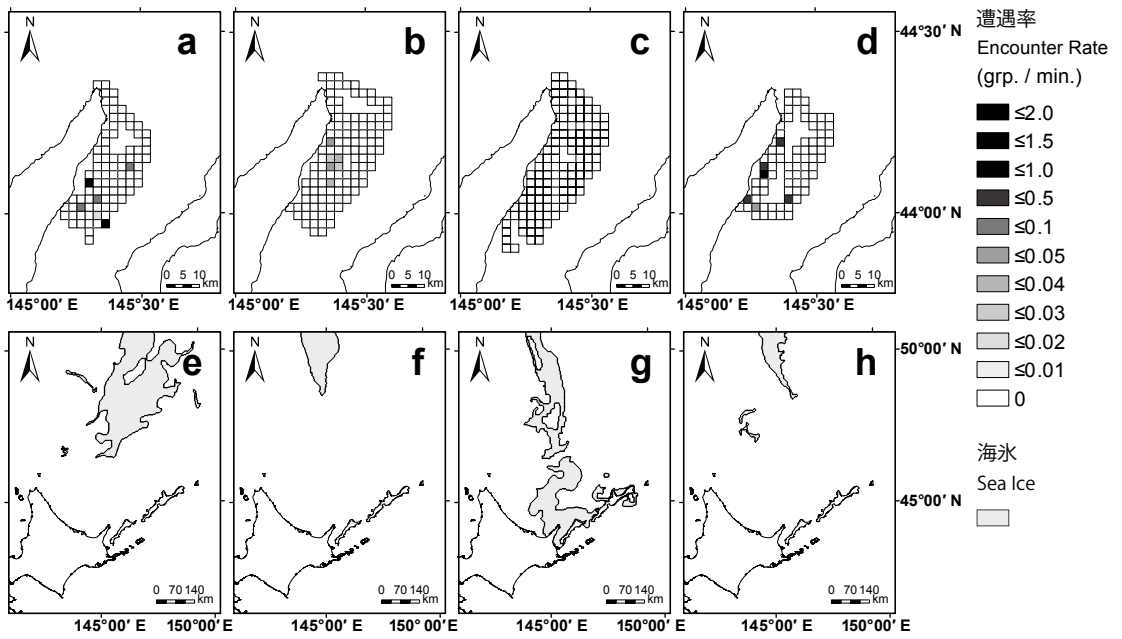 N
a
N
b
N
c
N
d
44°30′ N
44°00′ N
0 5 10
km
0 5 10
km
0 5 10
km
0 5 10
km
145°00′ E
145°30′ E
145°00′ E
145°30′ E
145°00′ E
145°30′ E
145°00′ E
145°30′ E
N
e
N
f
N
g
N
h
50°00′ N
45°00′ N
0 70 140
km
0 70 140
km
0 70 140
km
0 70 140
km
145°00′ E
150°00′ E
145°00′ E
150°00′ E
145°00′ E
150°00′ E
145°00′ E
150°00′ E
遭遇率
Encounter Rate
(grp. / min.)
≤2.0
≤1.5
≤1.0
≤0.5
≤0.1
≤0.05
≤0.04
≤0.03
≤0.02
≤0.01
0
海氷
Sea Ice